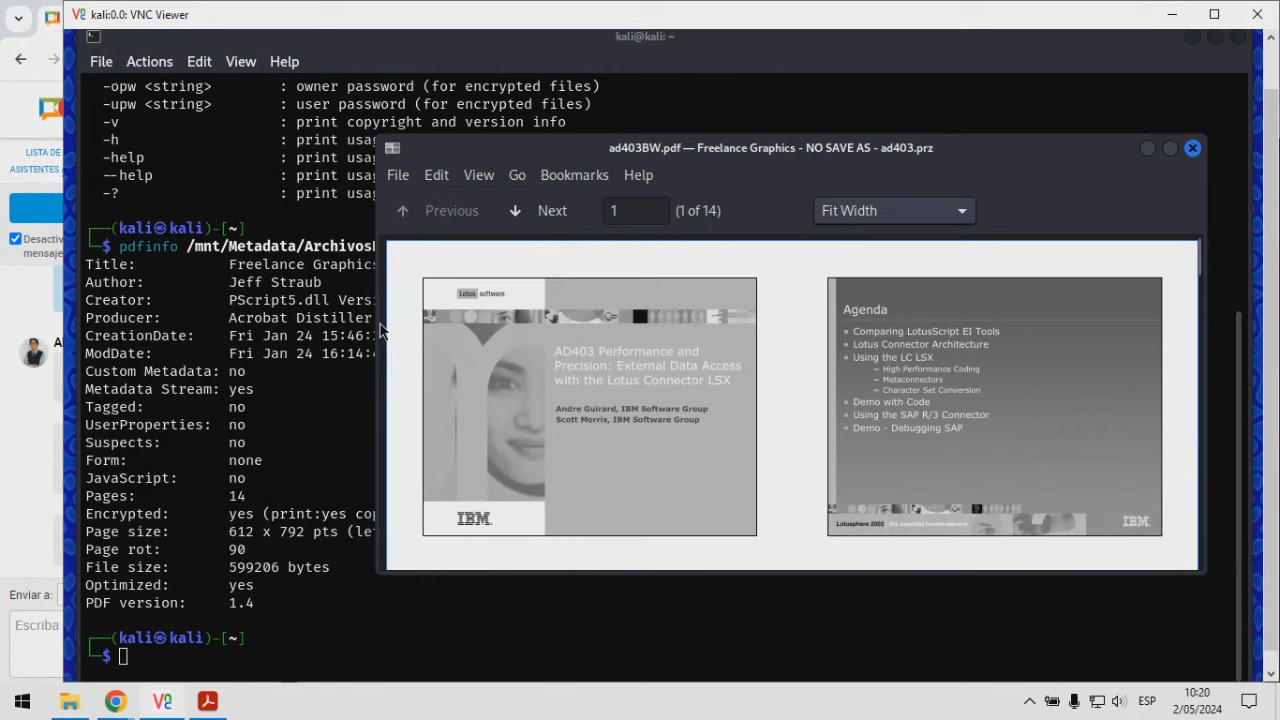 kali:0.0: VNC Viewer
kali@kali: ~
File Actions Edit View Help
-opw <string> : owner password (for encrypted files)
-upw <string> : user password (for encrypted files)
-v : print copyright and version info
-h : print usag
-help : print usag
--help : print usag
-? : print usag
(kali㉿kali)-[~]
$ pdfinfo /mnt/Metadata/Archivos
Title: Freelance Graphics
Author: Jeff Straub
Creator: PScript5.dll Versi
Producer: Acrobat Distiller
CreationDate: Fri Jan 24 15:46:
ModDate: Fri Jan 24 16:14:4
Custom Metadata: no
Metadata Stream: yes
Tagged: no
UserProperties: no
Suspects: no
Form: none
JavaScript: no
Pages: 14
Encrypted: yes (print:yes cop
Page size: 612 x 792 pts (le
Page rot: 90
File size: 599206 bytes
Optimized: yes
PDF version: 1.4
(kali㉿kali)-[~]
$
ad403BW.pdf — Freelance Graphics - NO SAVE AS - ad403.prz
File Edit View Go Bookmarks Help
Previous Next 1 (1 of 14) Fit Width
Lotus software
AD403 Performance and
Precision: External Data Access
with the Lotus Connector LSX
Andre Guirard, IBM Software Group
Scott Morris, IBM Software Group
IBM.
Agenda
Comparing LotusScript EI Tools
Lotus Connector Architecture
Using the LC LSX
– High Performance Coding
– Metaconnectors
– Character Set Conversion
Demo with Code
Using the SAP R/3 Connector
Demo - Debugging SAP
Lotusphere 2003 the essential human element
IBM.
LISTA DE
ASISTENTES
Desactiv
mensaje
Enviar a:
Escriba
ESP
10:20
2/05/2024